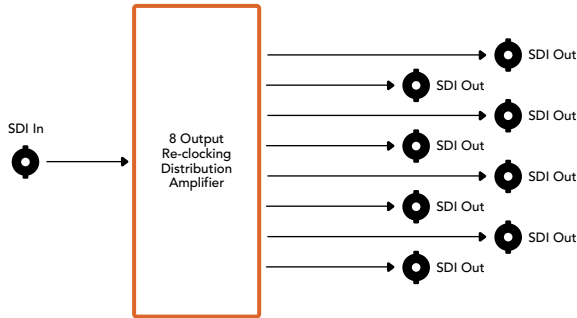 SDI In
8 Output
Re-clocking
Distribution
Amplifier
SDI Out
SDI Out
SDI Out
SDI Out
SDI Out
SDI Out
SDI Out
SDI Out